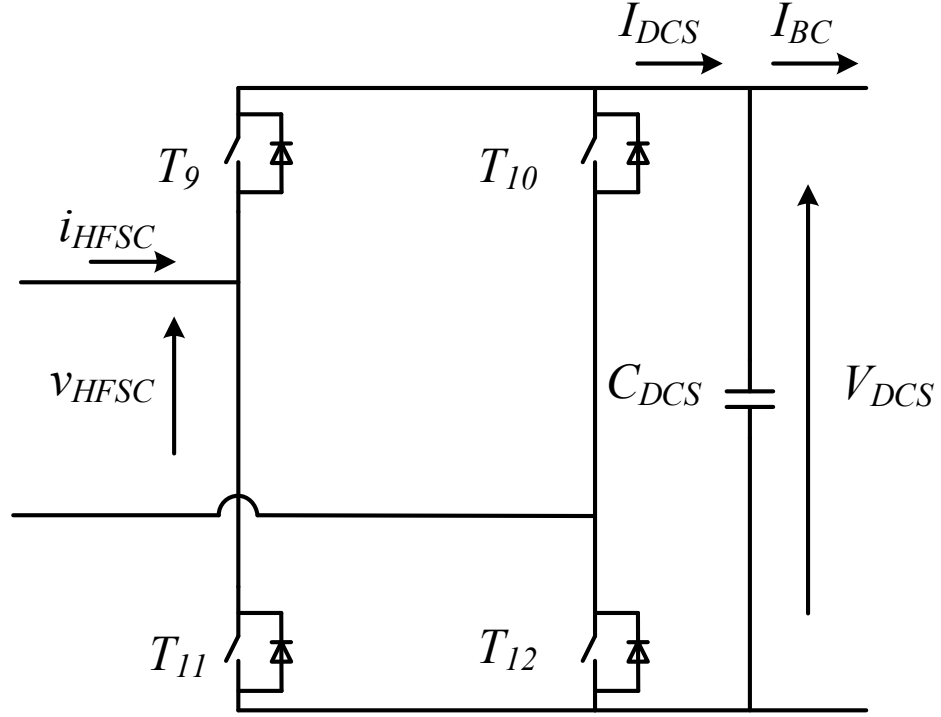 I_DCS I_BC
T_9 T_10
i_HFSC
v_HFSC C_DCS V_DCS
T_11 T_12